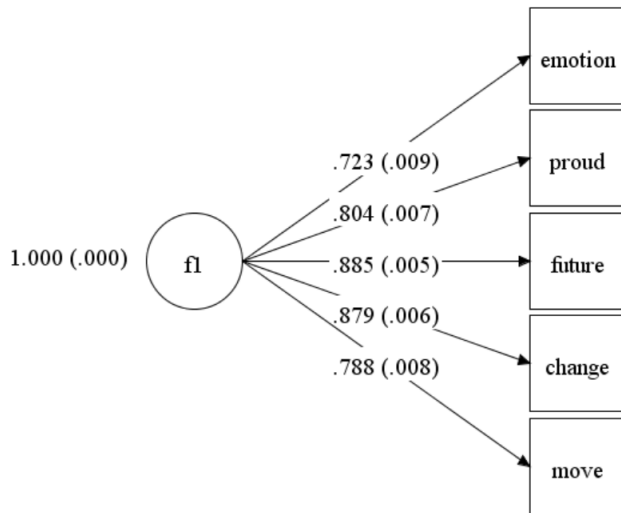 emotion
.723 (.009)
proud
.804 (.007)
1.000 (.000)
f1
.885 (.005)
future
.879 (.006)
change
.788 (.008)
move